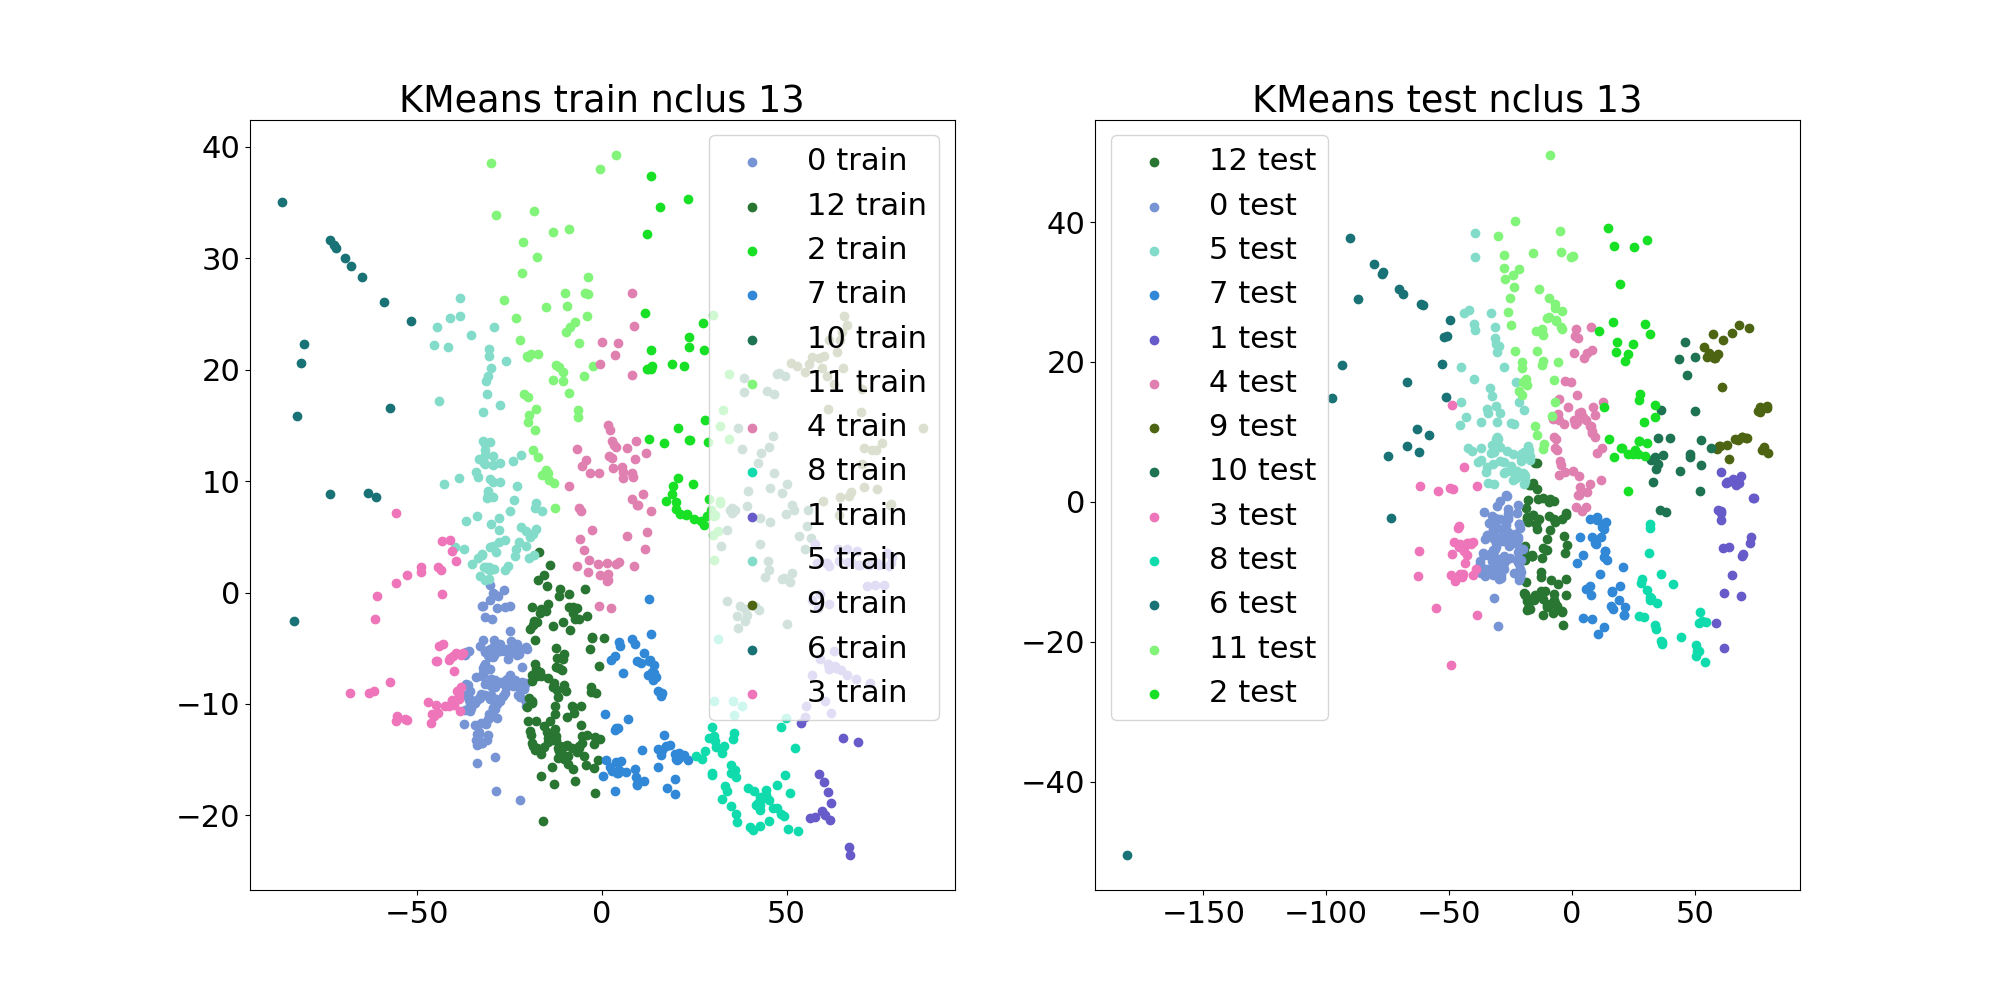 KMeans train nclus 13
40
30
20
10
0
−10
−20
−50
0
50
0 train
12 train
2 train
7 train
10 train
11 train
4 train
8 train
1 train
5 train
9 train
6 train
3 train
KMeans test nclus 13
40
20
0
−20
−40
−150
−100
−50
0
50
12 test
0 test
5 test
7 test
1 test
4 test
9 test
10 test
3 test
8 test
6 test
11 test
2 test